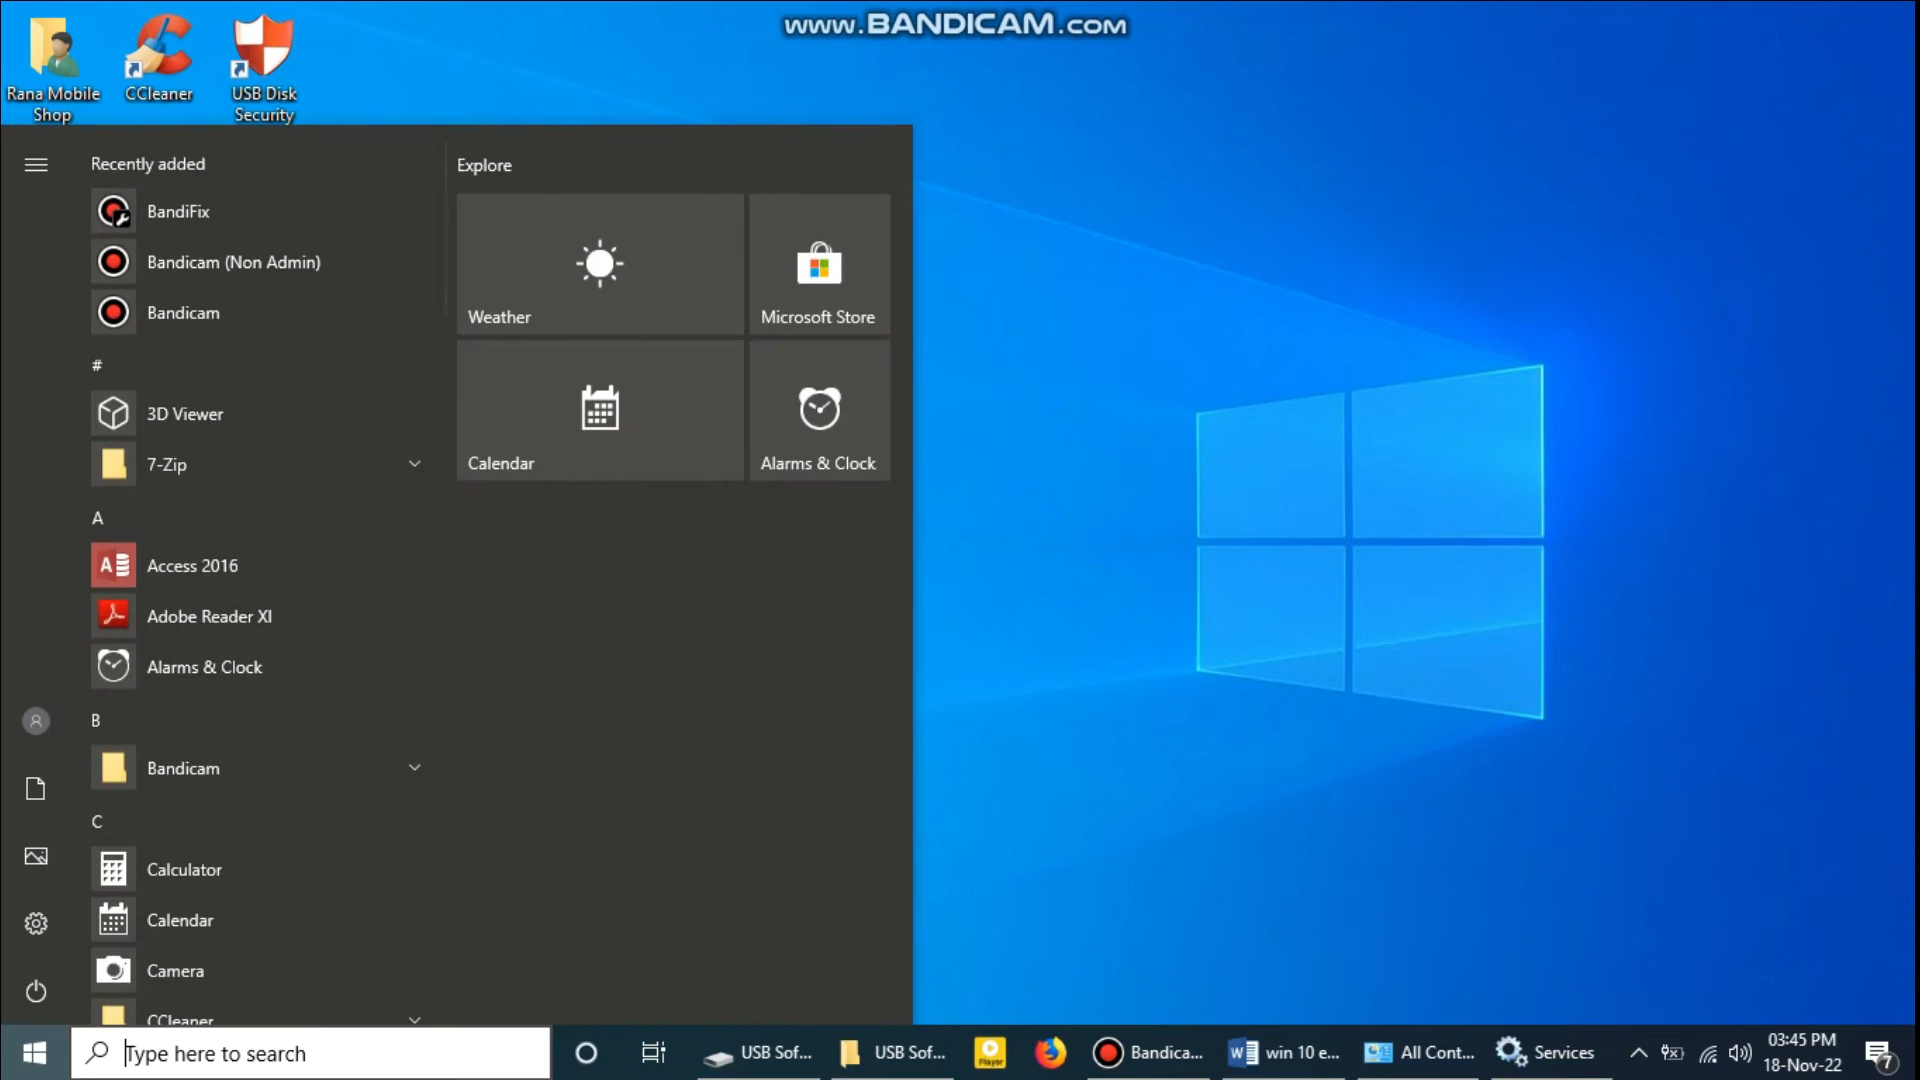 www.BANDICAM.com
Rana Mobile
Shop
CCleaner
USB Disk
Security
Recently added
BandiFix
Bandicam (Non Admin)
Bandicam
#
3D Viewer
7-Zip
A
Access 2016
Adobe Reader XI
Alarms & Clock
B
Bandicam
C
Calculator
Calendar
Camera
CCleaner
Explore
Weather
Microsoft Store
Calendar
Alarms & Clock
Type here to search
USB Sof...
USB Sof...
Player
Bandica...
win 10 e...
All Cont...
Services
03:45 PM
18-Nov-22
7